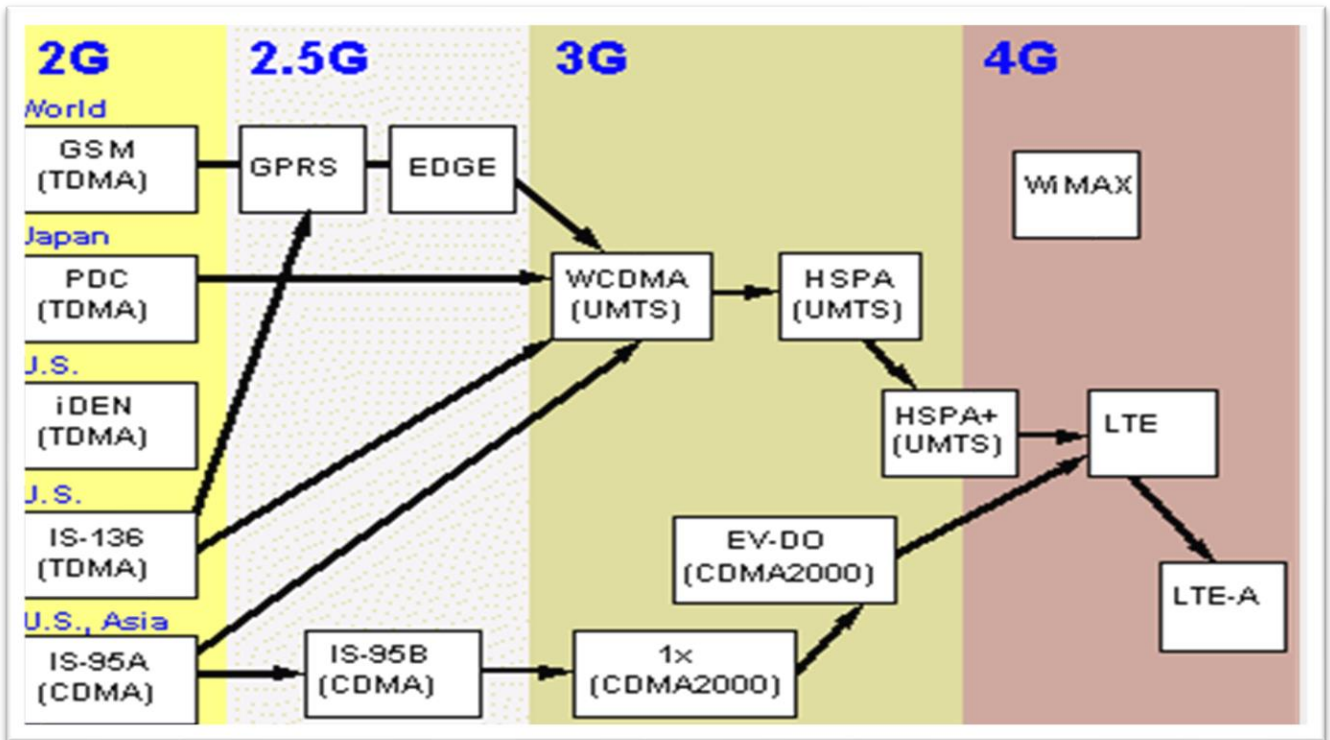 2G
2.5G
3G
4G
World
GSM
(TDMA)
GPRS
EDGE
WiMAX
Japan
PDC
(TDMA)
WCDMA
(UMTS)
HSPA
(UMTS)
U.S.
iDEN
(TDMA)
HSPA+
(UMTS)
LTE
U.S.
IS-136
(TDMA)
EV-DO
(CDMA2000)
LTE-A
U.S., Asia
IS-95A
(CDMA)
IS-95B
(CDMA)
1x
(CDMA2000)